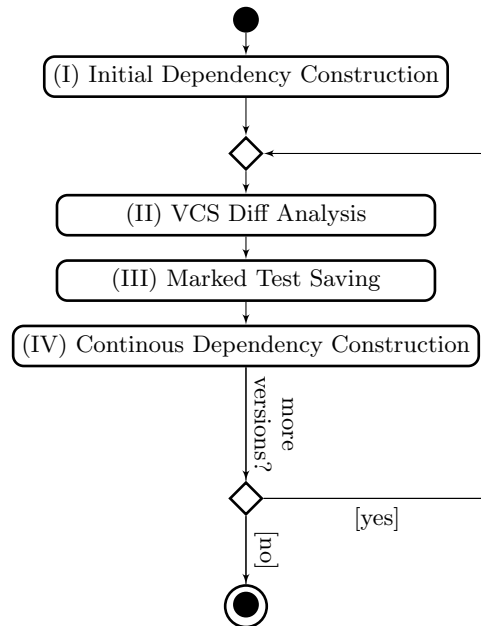 (I) Initial Dependency Construction
(II) VCS Diff Analysis
(III) Marked Test Saving
(IV) Continous Dependency Construction
more
versions?
[yes]
[no]